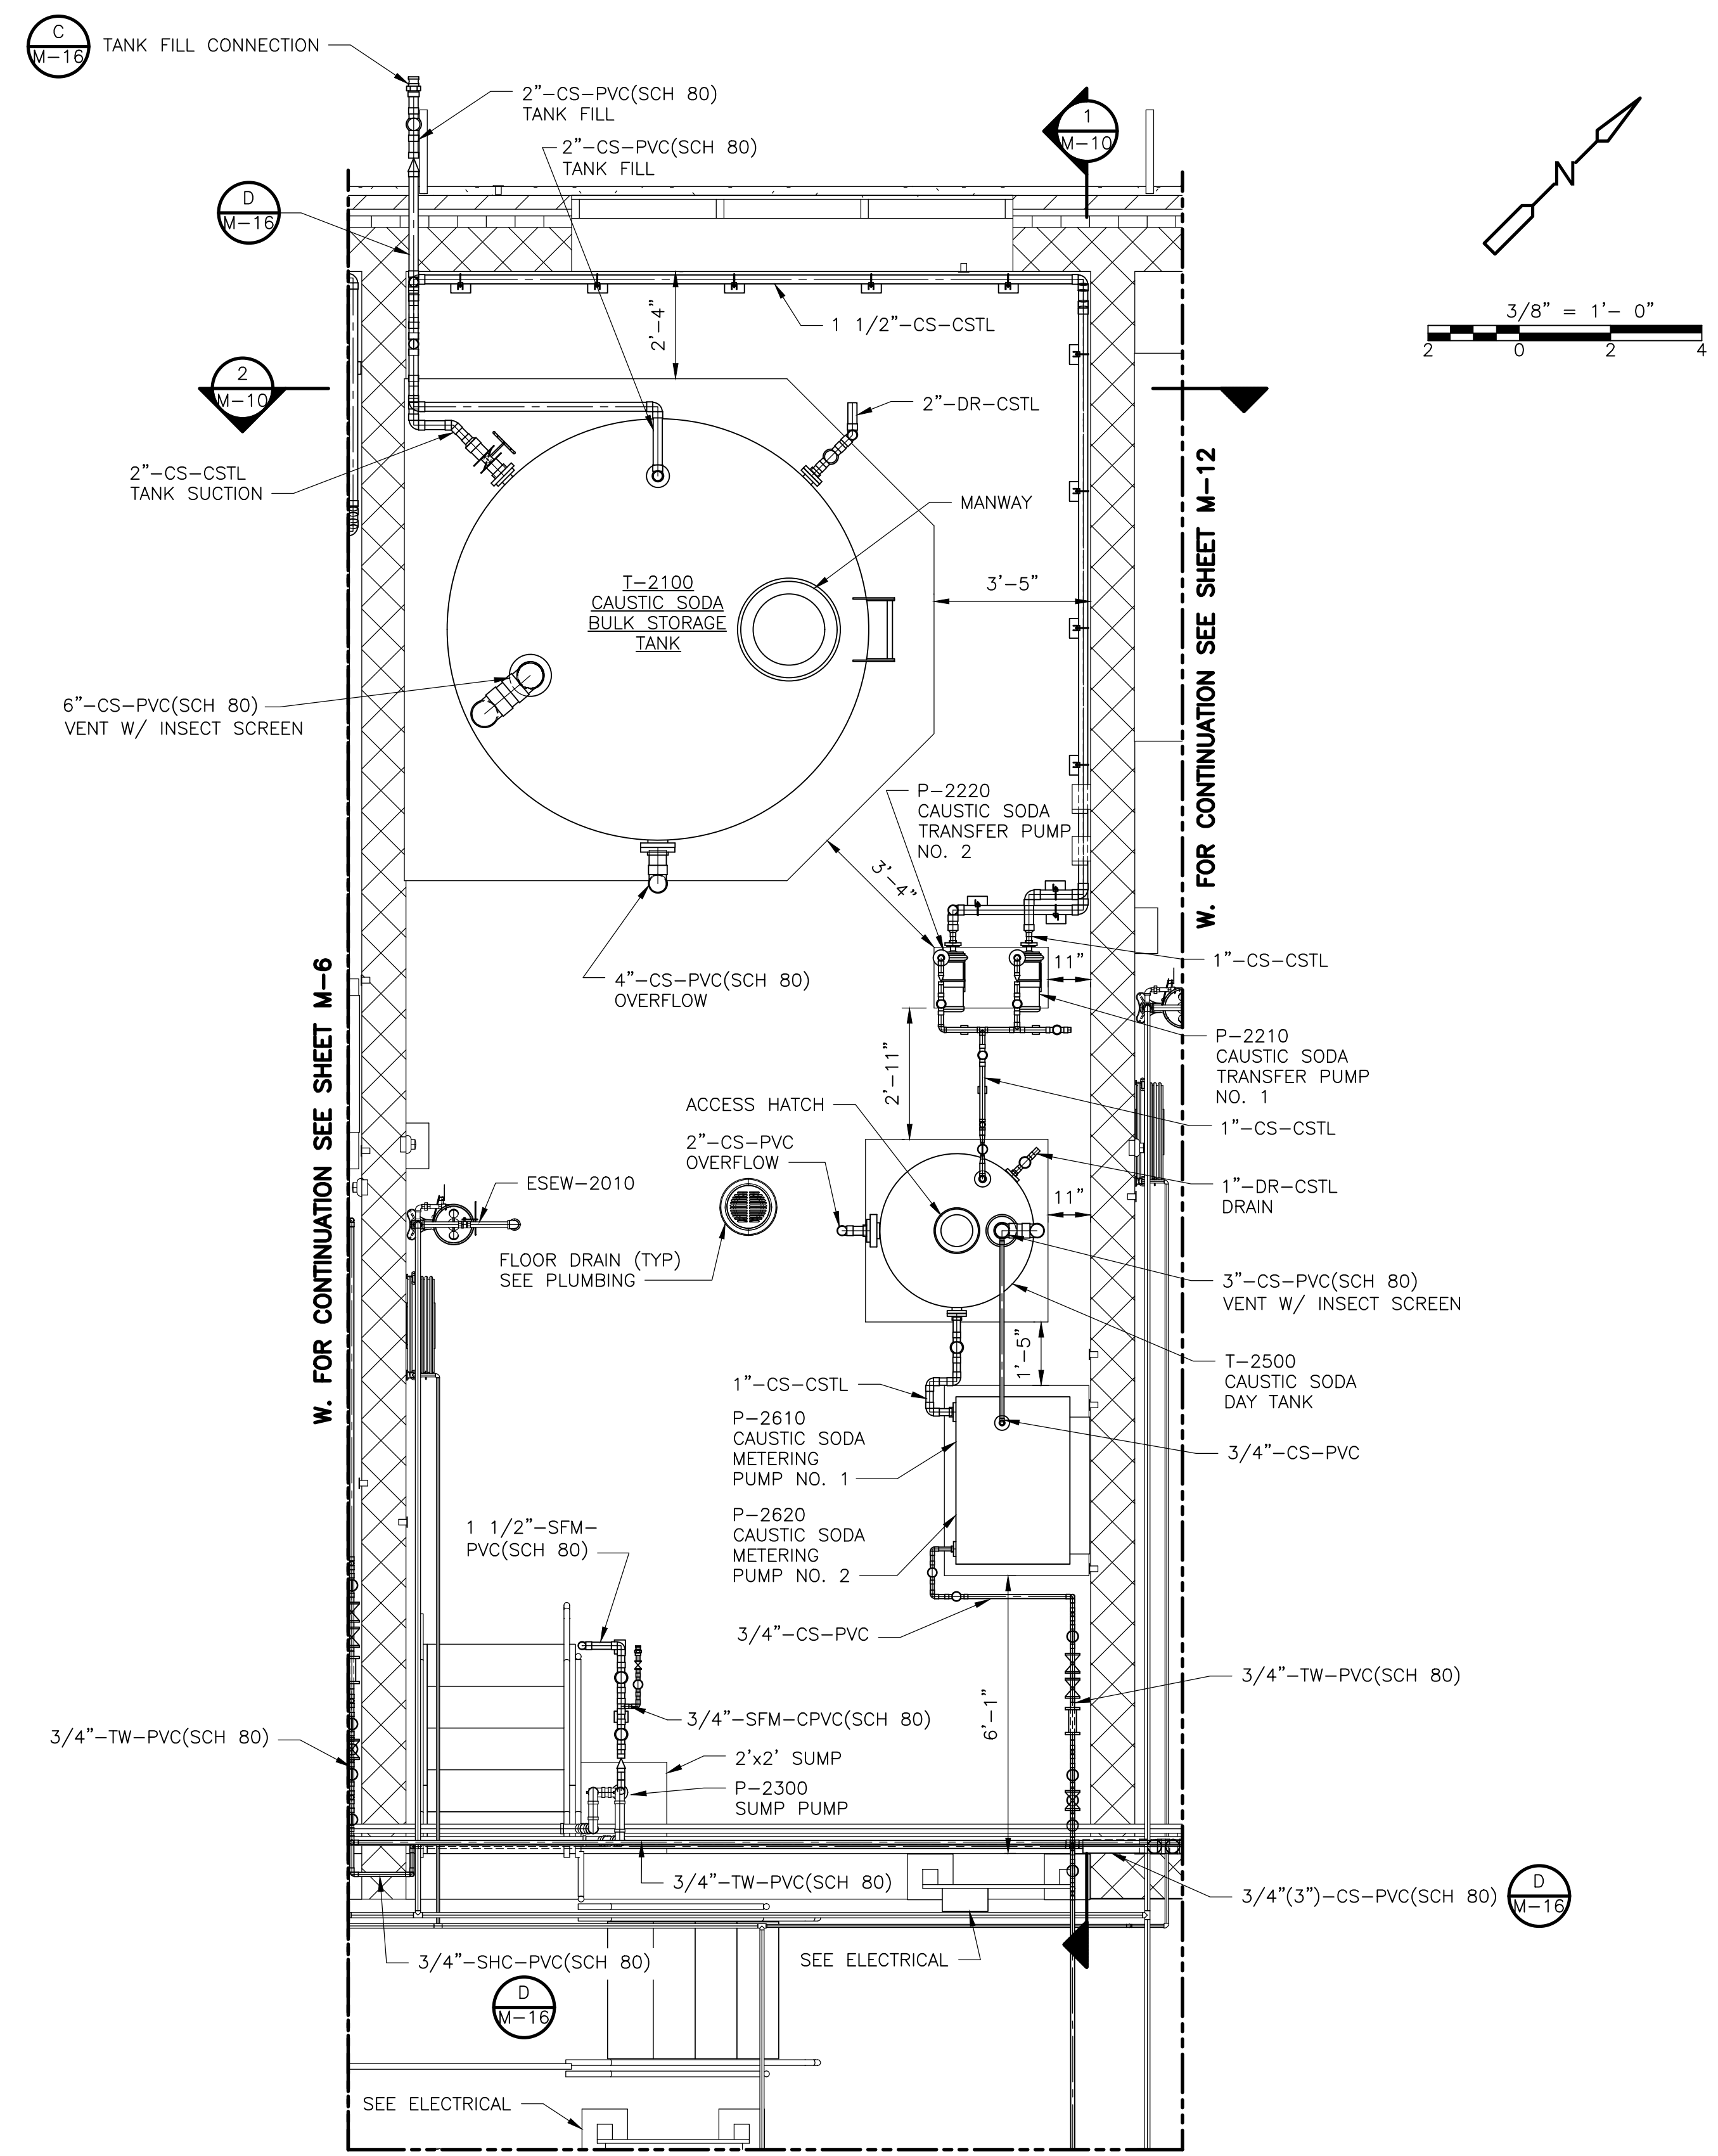 C
M-16
TANK FILL CONNECTION
2"-CS-PVC(SCH 80)
TANK FILL
2"-CS-PVC(SCH 80)
TANK FILL
1
M-10
N
D
M-16
3/8" = 1'- 0"
2 0 2 4
1 1/2"-CS-CSTL
2'-4"
2
M-10
2"-DR-CSTL
2"-CS-CSTL
TANK SUCTION
MANWAY
W. FOR CONTINUATION SEE SHEET M-12
T-2100
CAUSTIC SODA
BULK STORAGE
TANK
3'-5"
6"-CS-PVC(SCH 80)
VENT W/ INSECT SCREEN
P-2220
CAUSTIC SODA
TRANSFER PUMP
NO. 2
3'-4"
W. FOR CONTINUATION SEE SHEET M-6
4"-CS-PVC(SCH 80)
OVERFLOW
11"
1"-CS-CSTL
P-2210
CAUSTIC SODA
TRANSFER PUMP
NO. 1
2'-11"
ACCESS HATCH
1"-CS-CSTL
2"-CS-PVC
OVERFLOW
ESEW-2010
1"-DR-CSTL
DRAIN
11"
FLOOR DRAIN (TYP)
SEE PLUMBING
3"-CS-PVC(SCH 80)
VENT W/ INSECT SCREEN
1'-5"
T-2500
CAUSTIC SODA
DAY TANK
1"-CS-CSTL
P-2610
CAUSTIC SODA
METERING
PUMP NO. 1
3/4"-CS-PVC
P-2620
CAUSTIC SODA
METERING
PUMP NO. 2
1 1/2"-SFM-
PVC(SCH 80)
3/4"-CS-PVC
3/4"-TW-PVC(SCH 80)
6'-1"
3/4"-SFM-CPVC(SCH 80)
3/4"-TW-PVC(SCH 80)
2'x2' SUMP
P-2300
SUMP PUMP
3/4"-TW-PVC(SCH 80)
3/4"(3")-CS-PVC(SCH 80)
D
M-16
3/4"-SHC-PVC(SCH 80)
SEE ELECTRICAL
D
M-16
SEE ELECTRICAL